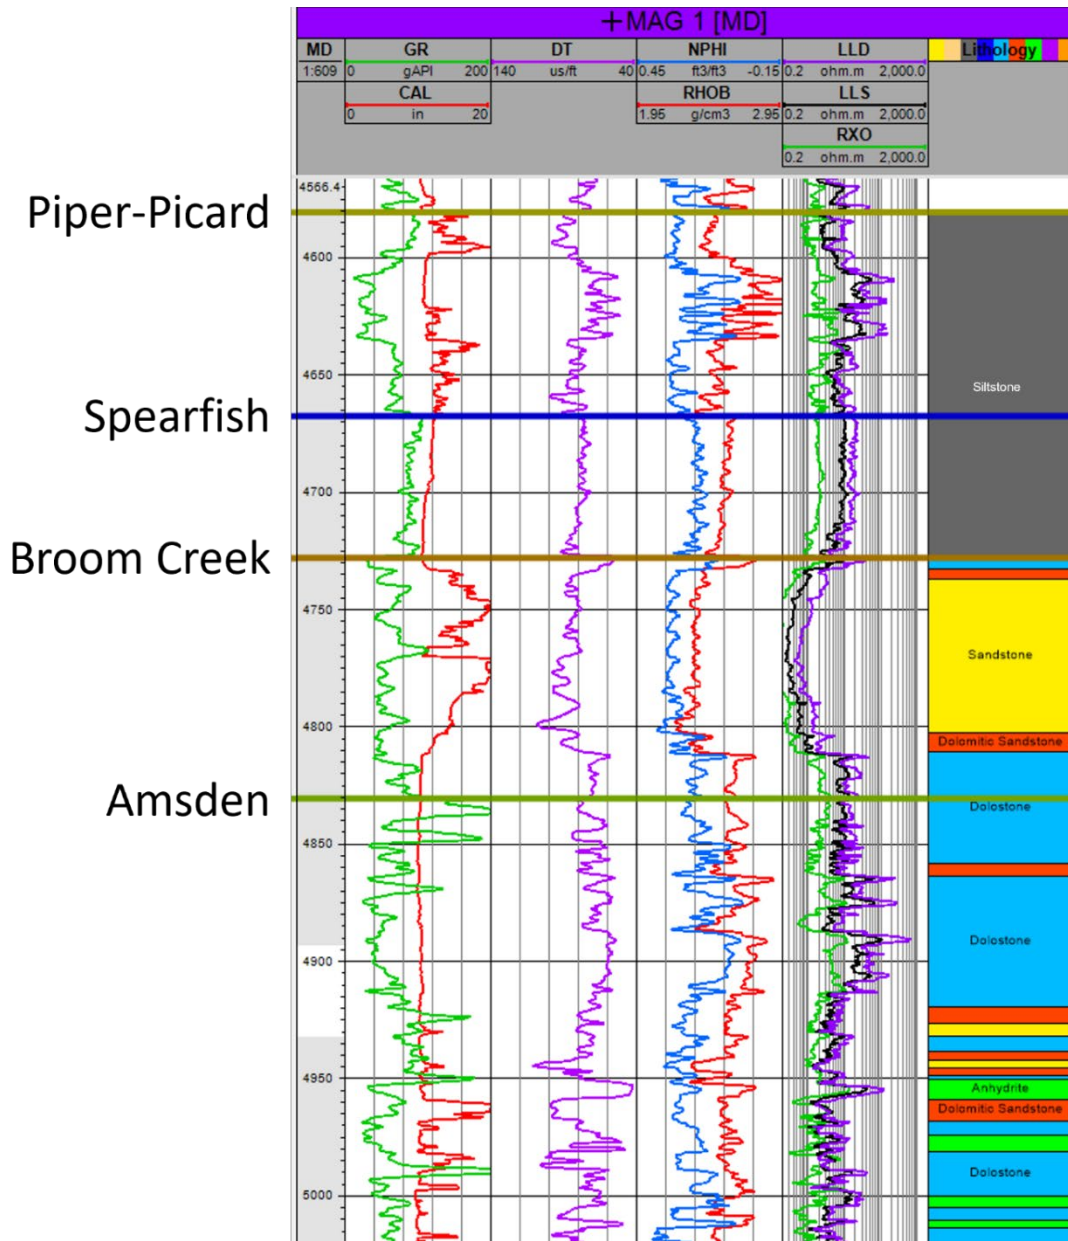 +MAG 1 [MD]
MD GR DT NPHI LLD Lithology
1:609 0 gAPI 200 140 us/ft 40 0.45 ft3/ft3 -0.15 0.2 ohm.m 2,000.0
CAL RHOB LLS
0 in 20 1.95 g/cm3 2.95 0.2 ohm.m 2,000.0
RXO
0.2 ohm.m 2,000.0
4566.4
Piper-Picard
4600
4650
Siltstone
Spearfish
4700
Broom Creek
4750
Sandstone
4800
Dolomitic Sandstone
Amsden
Dolostone
4850
Dolostone
4900
4950
Anhydrite
Dolomitic Sandstone
Dolostone
5000